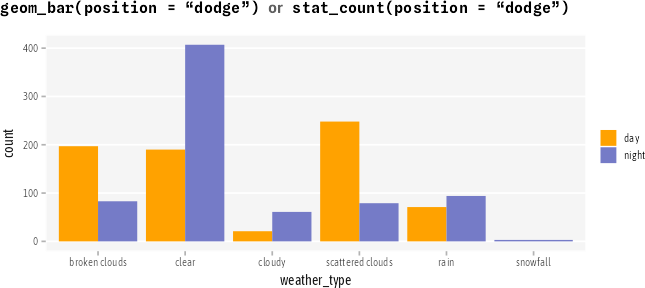 geom_bar(position = “dodge”) or stat_count(position = “dodge”)
400
300
200
100
0
count
broken clouds clear cloudy scattered clouds rain snowfall
weather_type
day
night